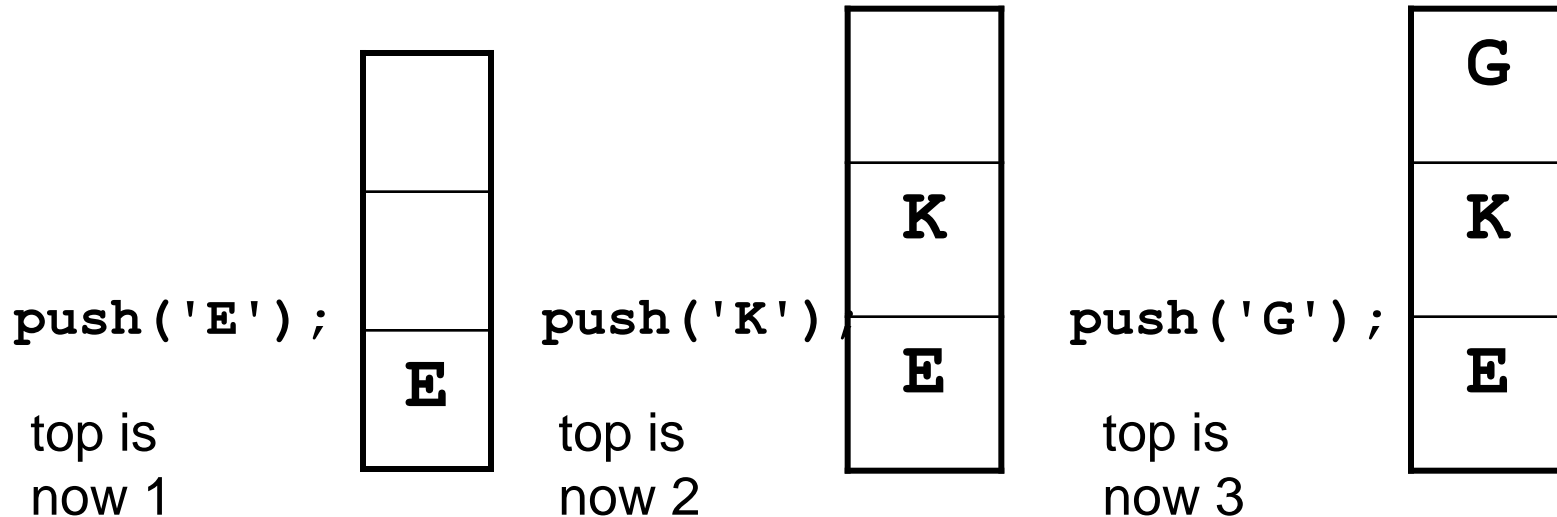 push('E');
top is
now 1
E
push('K');
top is
now 2
K
E
push('G');
top is
now 3
G
K
E